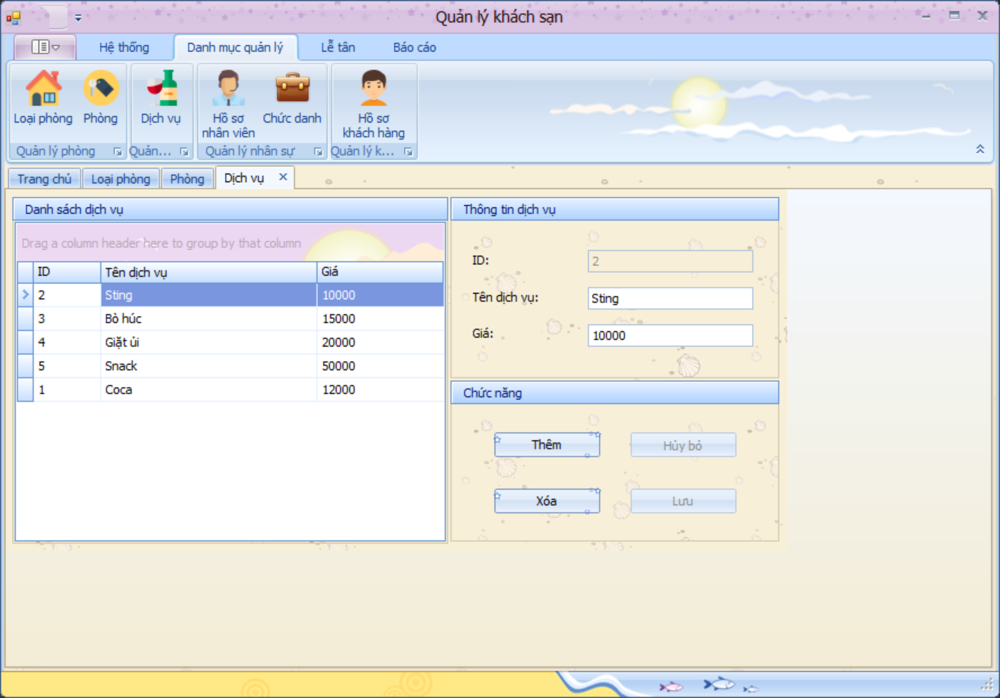 Quản lý khách sạn
Hệ thống
Danh mục quản lý
Lễ tân
Báo cáo
Loại phòng
Phòng
Dịch vụ
Hồ sơ
nhân viên
Chức danh
Hồ sơ
khách hàng
Quản lý phòng
Quản...
Quản lý nhân sự
Quản lý k...
Trang chủ
Loại phòng
Phòng
Dịch vụ
Danh sách dịch vụ
Drag a column header here to group by that column
ID Tên dịch vụ Giá
2 Sting 10000
3 Bò húc 15000
4 Giặt ủi 20000
5 Snack 50000
1 Coca 12000
Thông tin dịch vụ
ID: 2
Tên dịch vụ: Sting
Giá: 10000
Chức năng
Thêm
Hủy bỏ
Xóa
Lưu